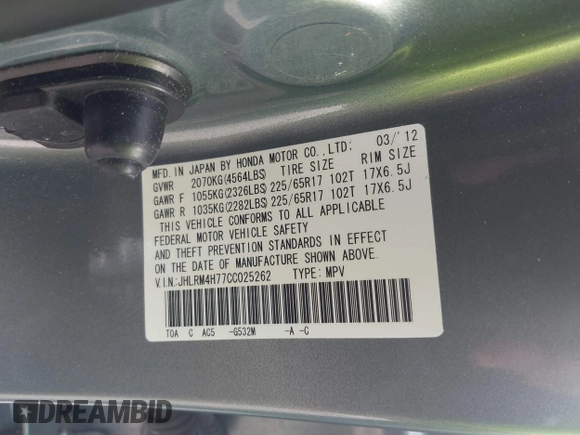 MFD. IN JAPAN BY HONDA MOTOR CO.,LTD: 03/'12
GVWR 2070KG(4564LBS) TIRE SIZE RIM SIZE
GAWR F 1055KG(2326LBS) 225/65R17 102T 17X6.5J
GAWR R 1035KG(2282LBS) 225/65R17 102T 17X6.5J
THIS VEHICLE CONFORMS TO ALL APPLICABLE
FEDERAL MOTOR VEHICLE SAFETY
AND THEFT PREVENTION STANDARDS IN EFFECT
ON THE DATE OF MANUFACTURE SHOWN ABOVE.
V.I.N.:JHLRM4H77CC025262 TYPE: MPV
TOA C AC5 -G532M -A -C
DREAMBID